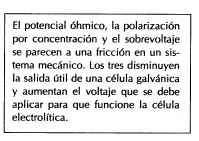 El potencial óhmico, la polarización
por concentración y el sobrevoltaje
se parecen a una fricción en un sis-
tema mecánico. Los tres disminuyen
la salida útil de una célula galvánica
y aumentan el voltaje que se debe
aplicar para que funcione la célula
electrolítica.